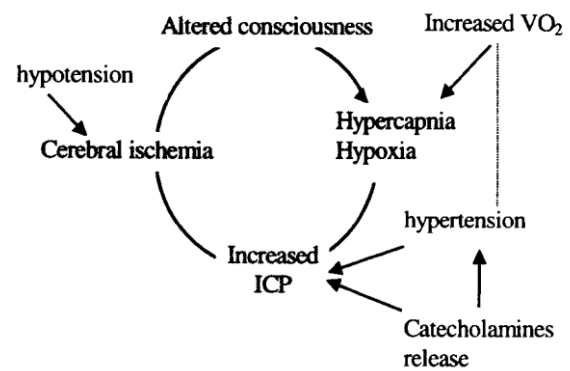 Altered consciousness
Increased VO₂
hypotension
Hypercapnia
Hypoxia
Cerebral ischemia
hypertension
Increased
ICP
Catecholamines
release